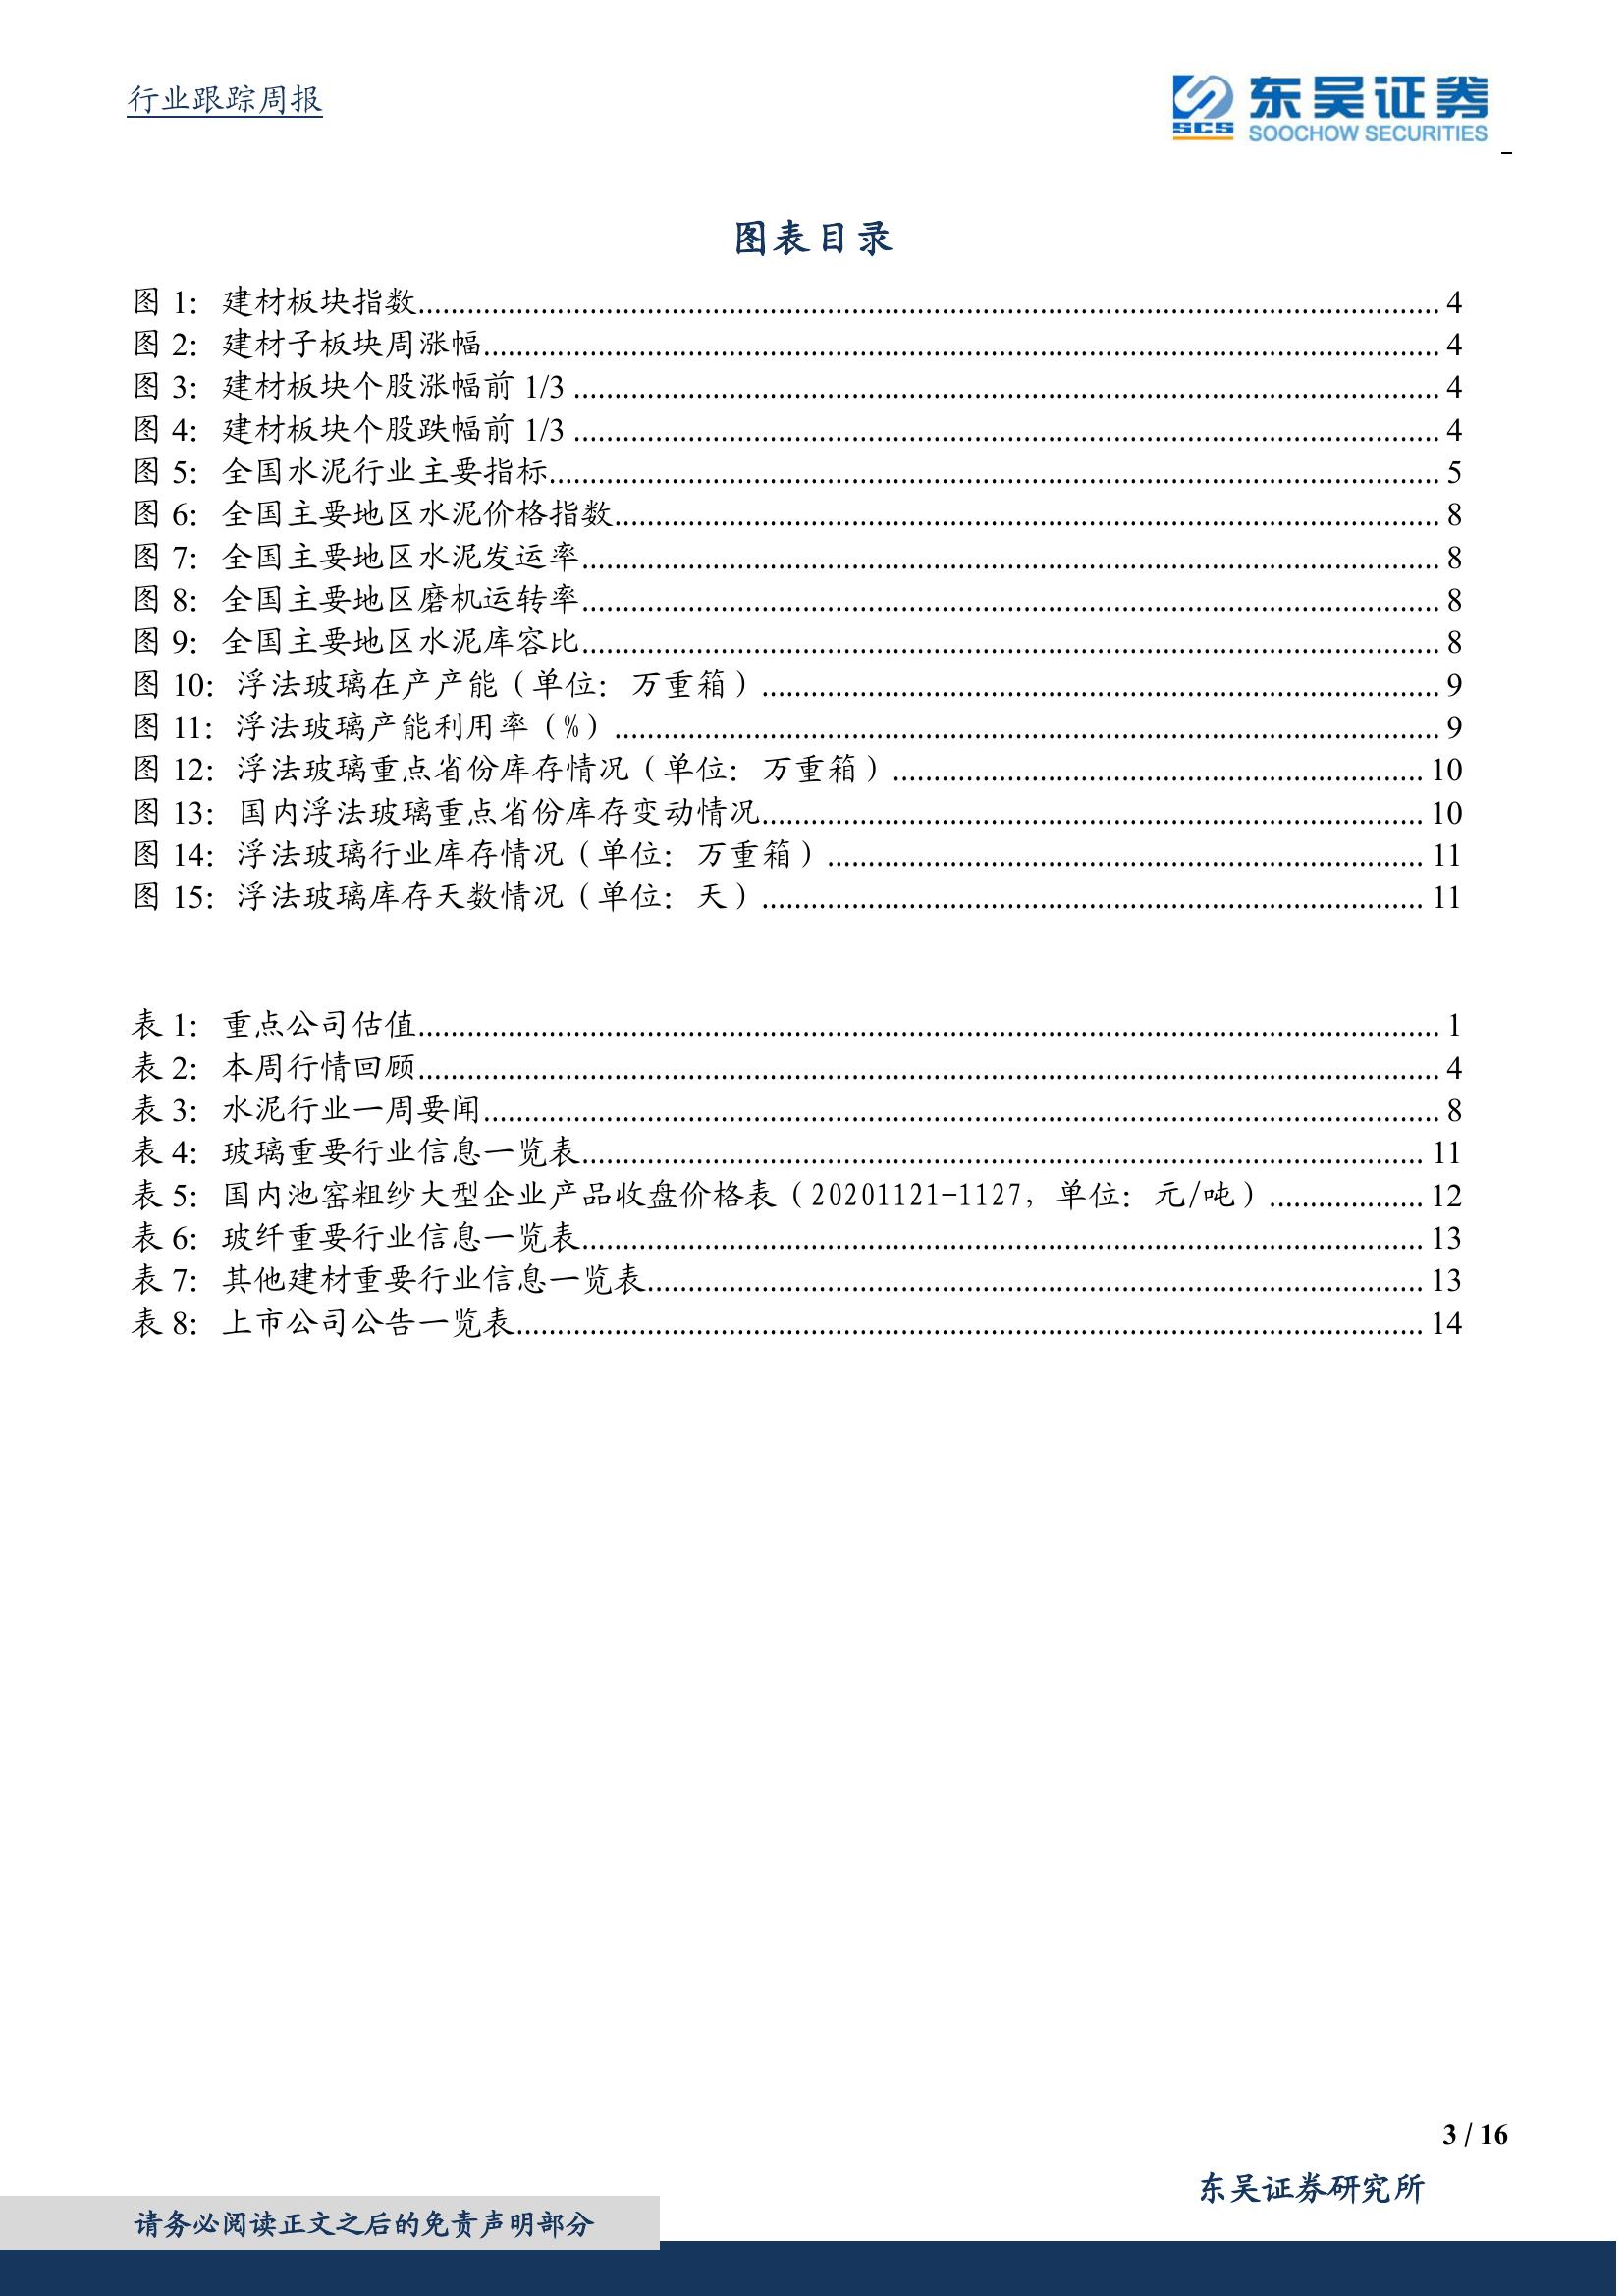 行业跟踪周报
东吴证券
SCS
SOOCHOW SECURITIES
图表目录
图 1：建材板块指数 4
图 2：建材子板块周涨幅 4
图 3：建材板块个股涨幅前 1/3 4
图 4：建材板块个股跌幅前 1/3 4
图 5：全国水泥行业主要指标 5
图 6：全国主要地区水泥价格指数 8
图 7：全国主要地区水泥发运率 8
图 8：全国主要地区磨机运转率 8
图 9：全国主要地区水泥库容比 8
图 10：浮法玻璃在产产能（单位：万重箱） 9
图 11：浮法玻璃产能利用率（%） 9
图 12：浮法玻璃重点省份库存情况（单位：万重箱） 10
图 13：国内浮法玻璃重点省份库存变动情况 10
图 14：浮法玻璃行业库存情况（单位：万重箱） 11
图 15：浮法玻璃库存天数情况（单位：天） 11
表 1：重点公司估值 1
表 2：本周行情回顾 4
表 3：水泥行业一周要闻 8
表 4：玻璃重要行业信息一览表 11
表 5：国内池窑粗纱大型企业产品收盘价格表（20201121-1127，单位：元/吨） 12
表 6：玻纤重要行业信息一览表 13
表 7：其他建材重要行业信息一览表 13
表 8：上市公司公告一览表 14
3 / 16
东吴证券研究所
请务必阅读正文之后的免责声明部分